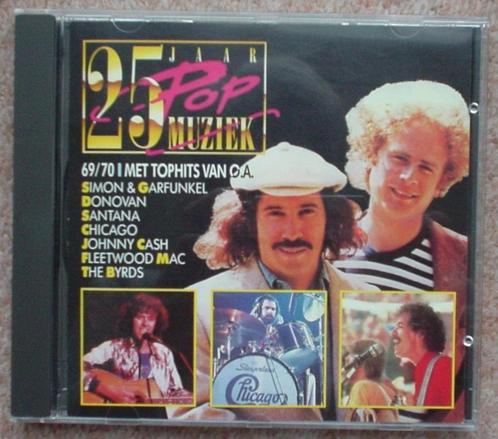 25 JAAR
Pop
MUZIEK
69/70 MET TOPHITS VAN O.A.
SIMON & GARFUNKEL
DONOVAN
SANTANA
CHICAGO
JOHNNY CASH
FLEETWOOD MAC
THE BYRDS
Slingerland
Chicago